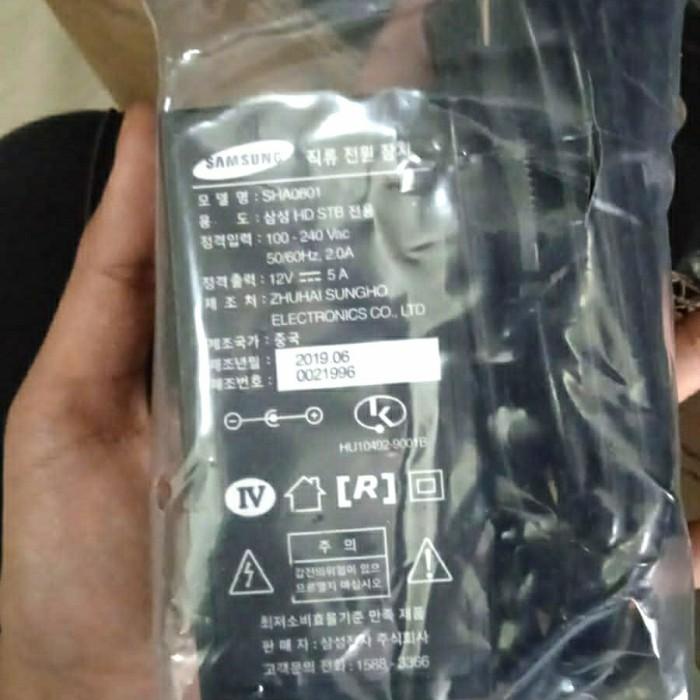 SAMSUNG 직류 전원 장치
모 델 명 : SHA0601
용 도 : 삼성 HD STB 전용
정격입력 : 100 - 240 Vac
50/60Hz, 2.0A
정격출력 : 12V 5 A
제 조 처 : ZHUHAI SUNGHO
ELECTRONICS CO., LTD
제조국가 : 중국
제조년월 : 2019.06
제조번호 : 0021996
HU10402-9001B
IV [R]
주 의
감전의위험이 있으
므로열지 마십시오
최저소비효율기준 만족 제품
판 매 자 : 삼성전자 주식회사
고객문의 전화 : 1588 - 3366